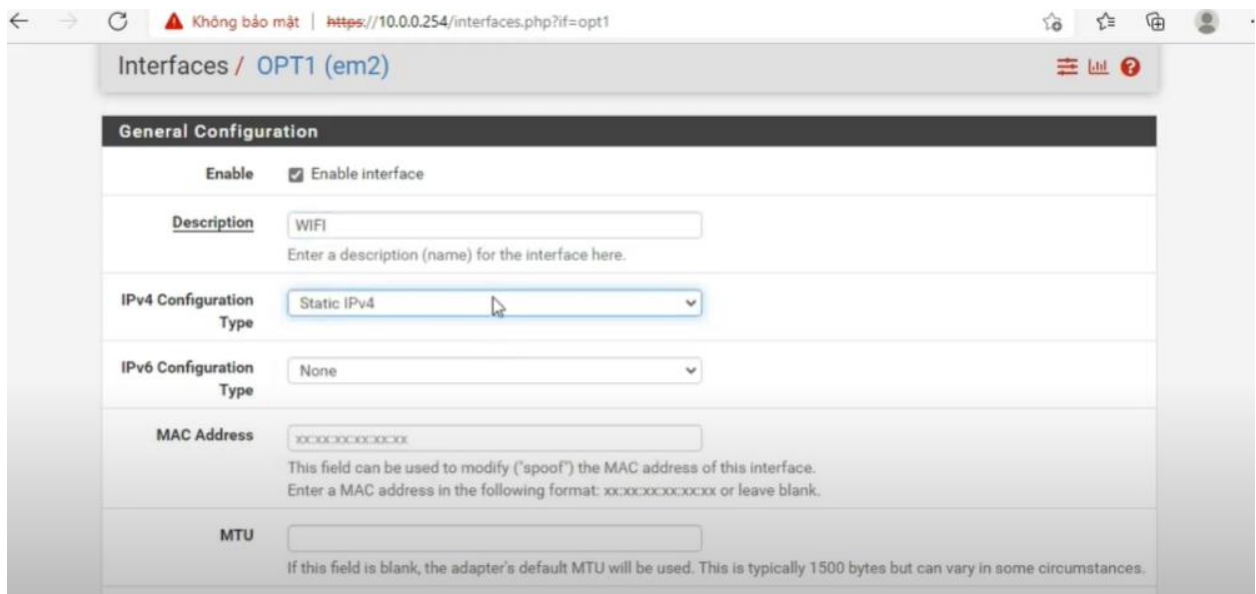 Không bảo mật | https://10.0.0.254/interfaces.php?if=opt1
Interfaces / OPT1 (em2)
General Configuration
Enable
Enable interface
Description
WIFI
Enter a description (name) for the interface here.
IPv4 Configuration
Type
Static IPv4
IPv6 Configuration
Type
None
MAC Address
xx:xx:xx:xx:xx:xx
This field can be used to modify ("spoof") the MAC address of this interface.
Enter a MAC address in the following format: xx:xx:xx:xx:xx:xx or leave blank.
MTU
If this field is blank, the adapter's default MTU will be used. This is typically 1500 bytes but can vary in some circumstances.